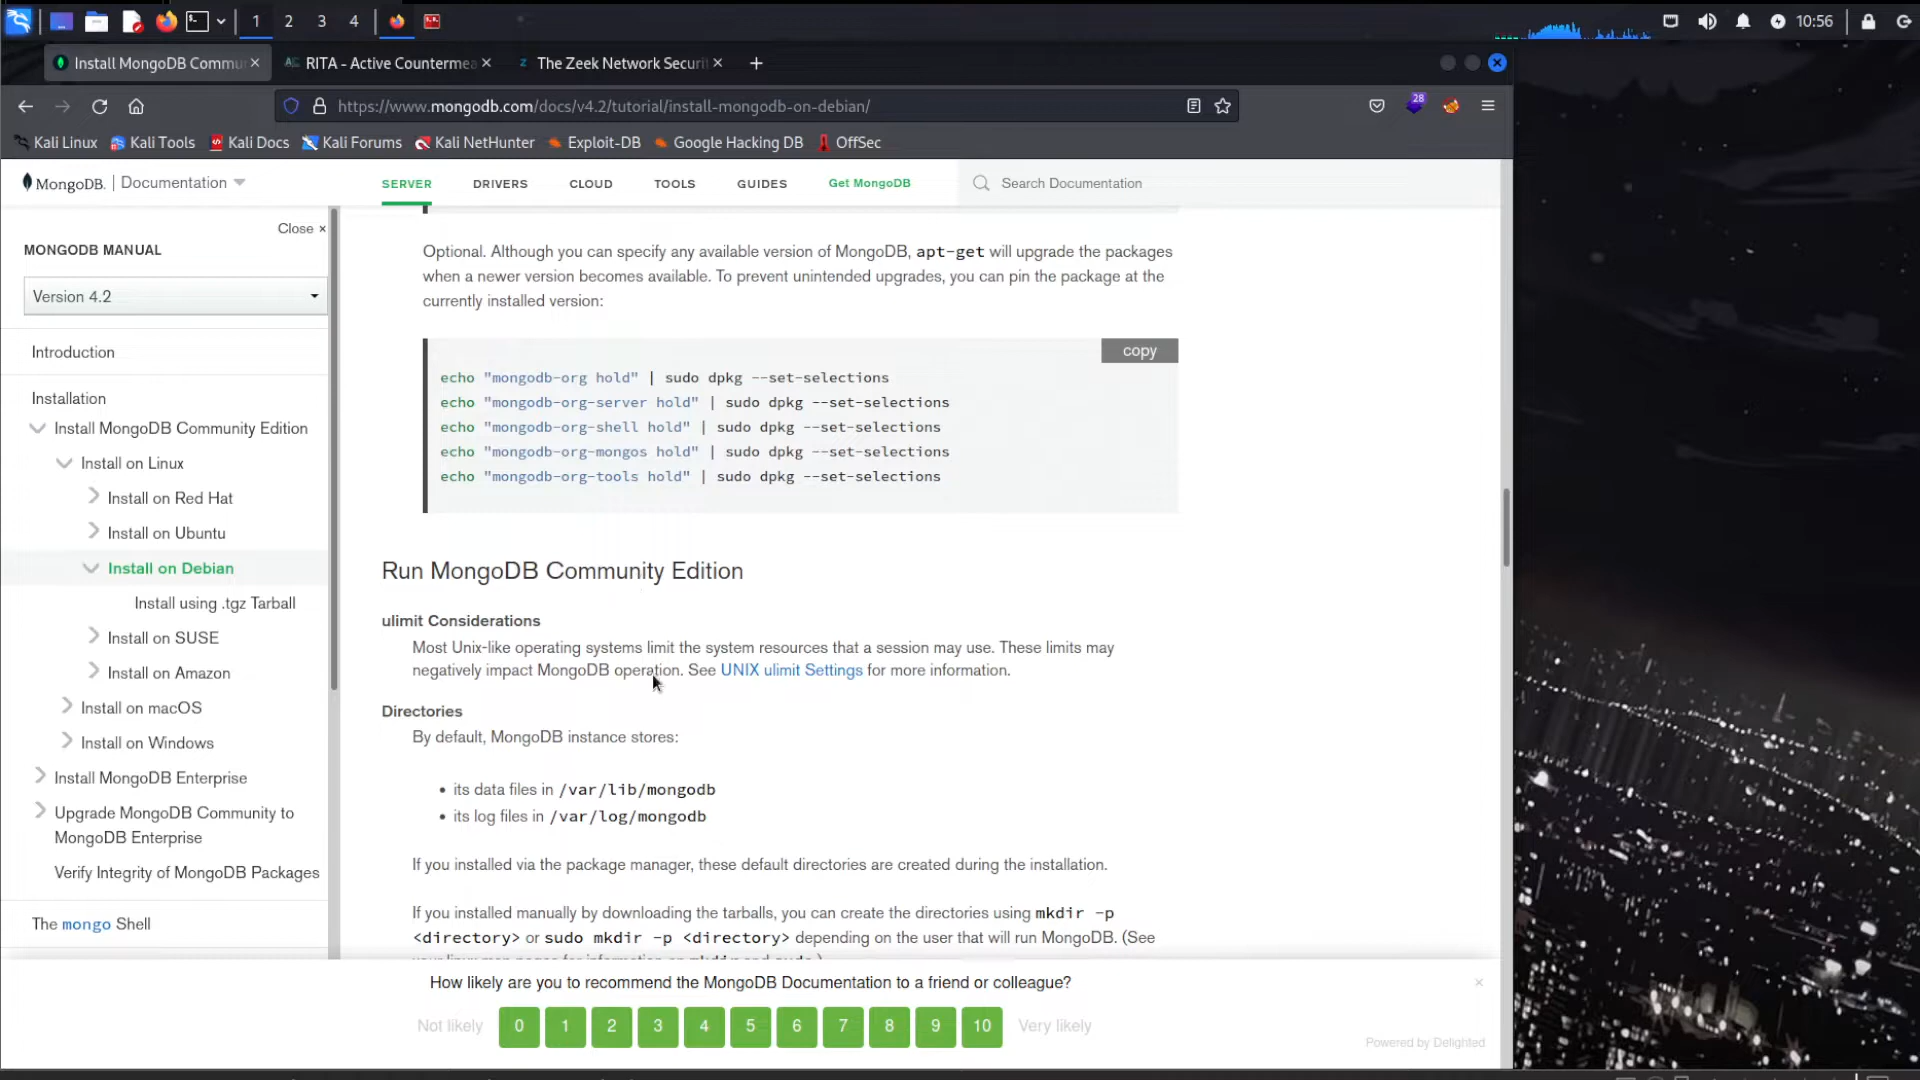 1 2 3 4 10:56
Install MongoDB Commu × RITA - Active Countermea × The Zeek Network Securi × +
https://www.mongodb.com/docs/v4.2/tutorial/install-mongodb-on-debian/ 28
Kali Linux Kali Tools Kali Docs Kali Forums Kali NetHunter Exploit-DB Google Hacking DB OffSec
MongoDB. | Documentation SERVER DRIVERS CLOUD TOOLS GUIDES Get MongoDB Search Documentation
Close ×
MONGODB MANUAL
Version 4.2
Introduction
Installation
Install MongoDB Community Edition
Install on Linux
Install on Red Hat
Install on Ubuntu
Install on Debian
Install using .tgz Tarball
Install on SUSE
Install on Amazon
Install on macOS
Install on Windows
Install MongoDB Enterprise
Upgrade MongoDB Community to
MongoDB Enterprise
Verify Integrity of MongoDB Packages
The mongo Shell
Optional. Although you can specify any available version of MongoDB, apt-get will upgrade the packages
when a newer version becomes available. To prevent unintended upgrades, you can pin the package at the
currently installed version:
copy
echo "mongodb-org hold" | sudo dpkg --set-selections
echo "mongodb-org-server hold" | sudo dpkg --set-selections
echo "mongodb-org-shell hold" | sudo dpkg --set-selections
echo "mongodb-org-mongos hold" | sudo dpkg --set-selections
echo "mongodb-org-tools hold" | sudo dpkg --set-selections
Run MongoDB Community Edition
ulimit Considerations
Most Unix-like operating systems limit the system resources that a session may use. These limits may
negatively impact MongoDB operation. See UNIX ulimit Settings for more information.
Directories
By default, MongoDB instance stores:
• its data files in /var/lib/mongodb
• its log files in /var/log/mongodb
If you installed via the package manager, these default directories are created during the installation.
If you installed manually by downloading the tarballs, you can create the directories using mkdir -p
<directory> or sudo mkdir -p <directory> depending on the user that will run MongoDB. (See
How likely are you to recommend the MongoDB Documentation to a friend or colleague? ×
Not likely 0 1 2 3 4 5 6 7 8 9 10 Very likely
Powered by Delighted